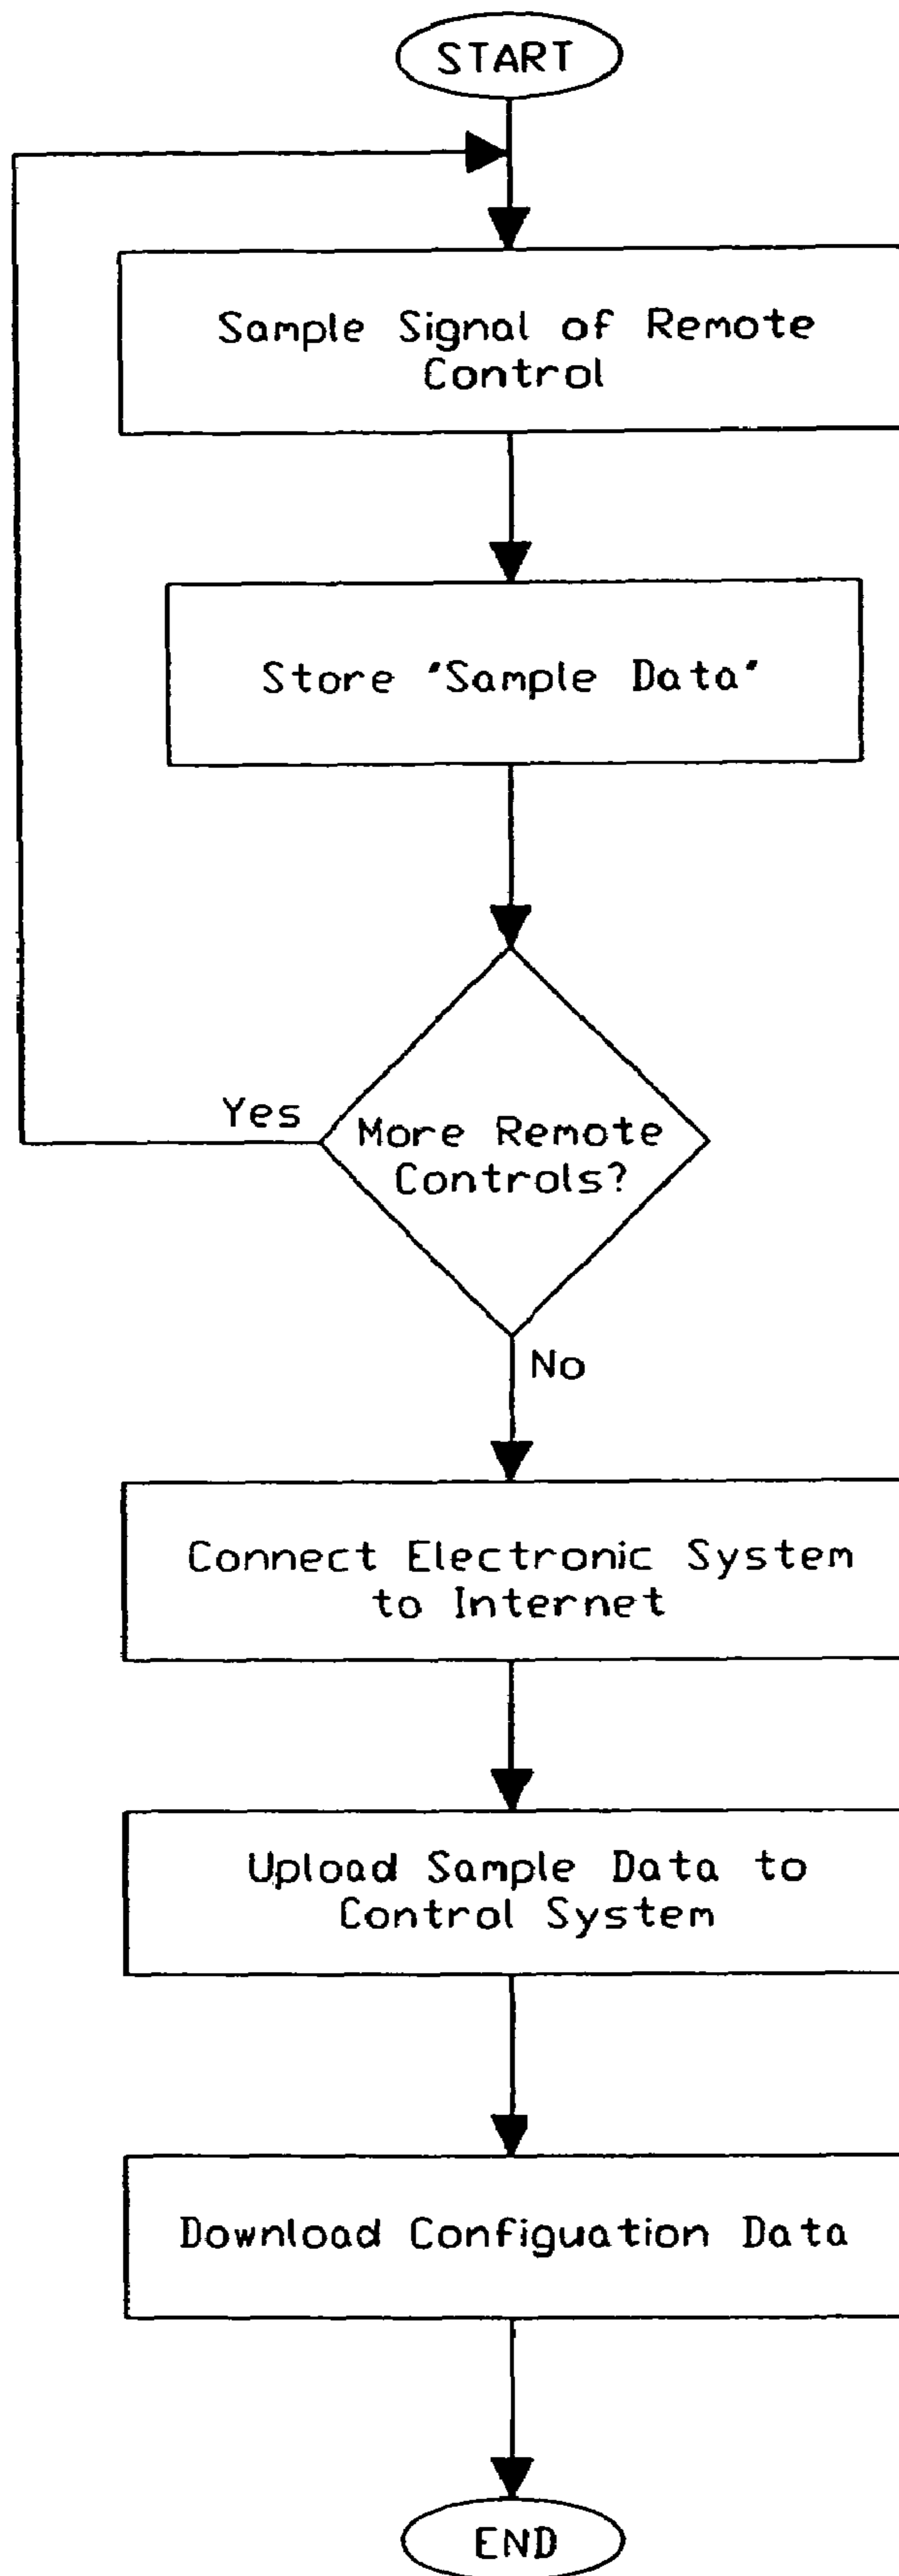 START
Sample Signal of Remote
Control
Store "Sample Data"
Yes
More Remote
Controls?
No
Connect Electronic System
to Internet
Upload Sample Data to
Control System
Download Configuation Data
END